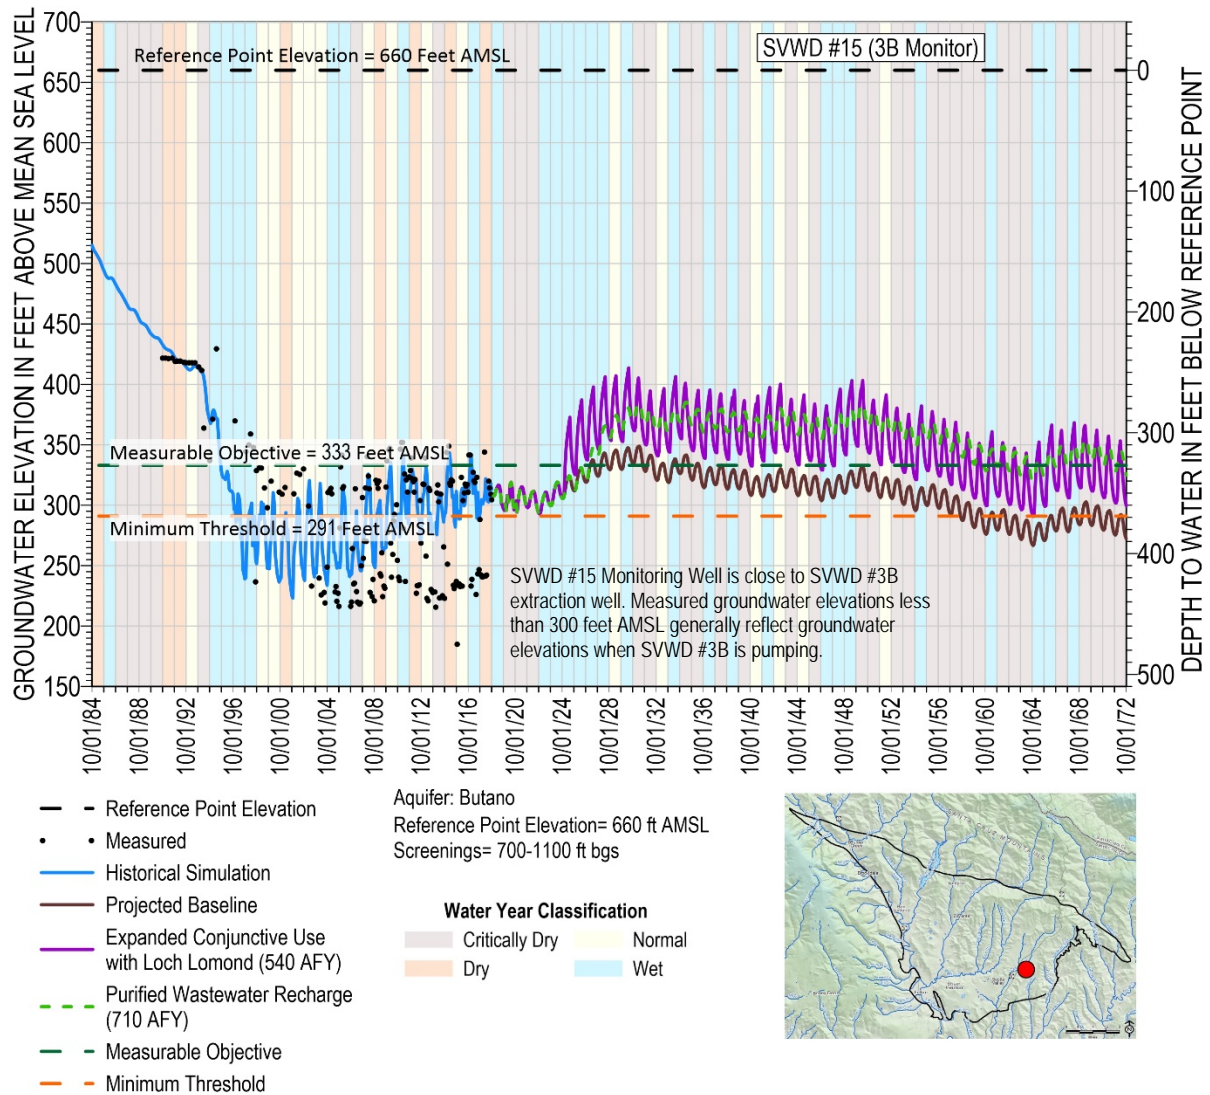 SVWD #15 (3B Monitor)
Reference Point Elevation = 660 Feet AMSL
GROUNDWATER ELEVATION IN FEET ABOVE MEAN SEA LEVEL
700
650
600
550
500
450
400
350
300
250
200
150
DEPTH TO WATER IN FEET BELOW REFERENCE POINT
0
100
200
300
400
500
Measurable Objective = 333 Feet AMSL
Minimum Threshold = 291 Feet AMSL
SVWD #15 Monitoring Well is close to SVWD #3B
extraction well. Measured groundwater elevations less
than 300 feet AMSL generally reflect groundwater
elevations when SVWD #3B is pumping.
10/01/84
10/01/88
10/01/92
10/01/96
10/01/00
10/01/04
10/01/08
10/01/12
10/01/16
10/01/20
10/01/24
10/01/28
10/01/32
10/01/36
10/01/40
10/01/44
10/01/48
10/01/52
10/01/56
10/01/60
10/01/64
10/01/68
10/01/72
Reference Point Elevation
Measured
Historical Simulation
Projected Baseline
Expanded Conjunctive Use
with Loch Lomond (540 AFY)
Purified Wastewater Recharge
(710 AFY)
Measurable Objective
Minimum Threshold
Aquifer: Butano
Reference Point Elevation= 660 ft AMSL
Screenings= 700-1100 ft bgs
Water Year Classification
Critically Dry
Normal
Dry
Wet